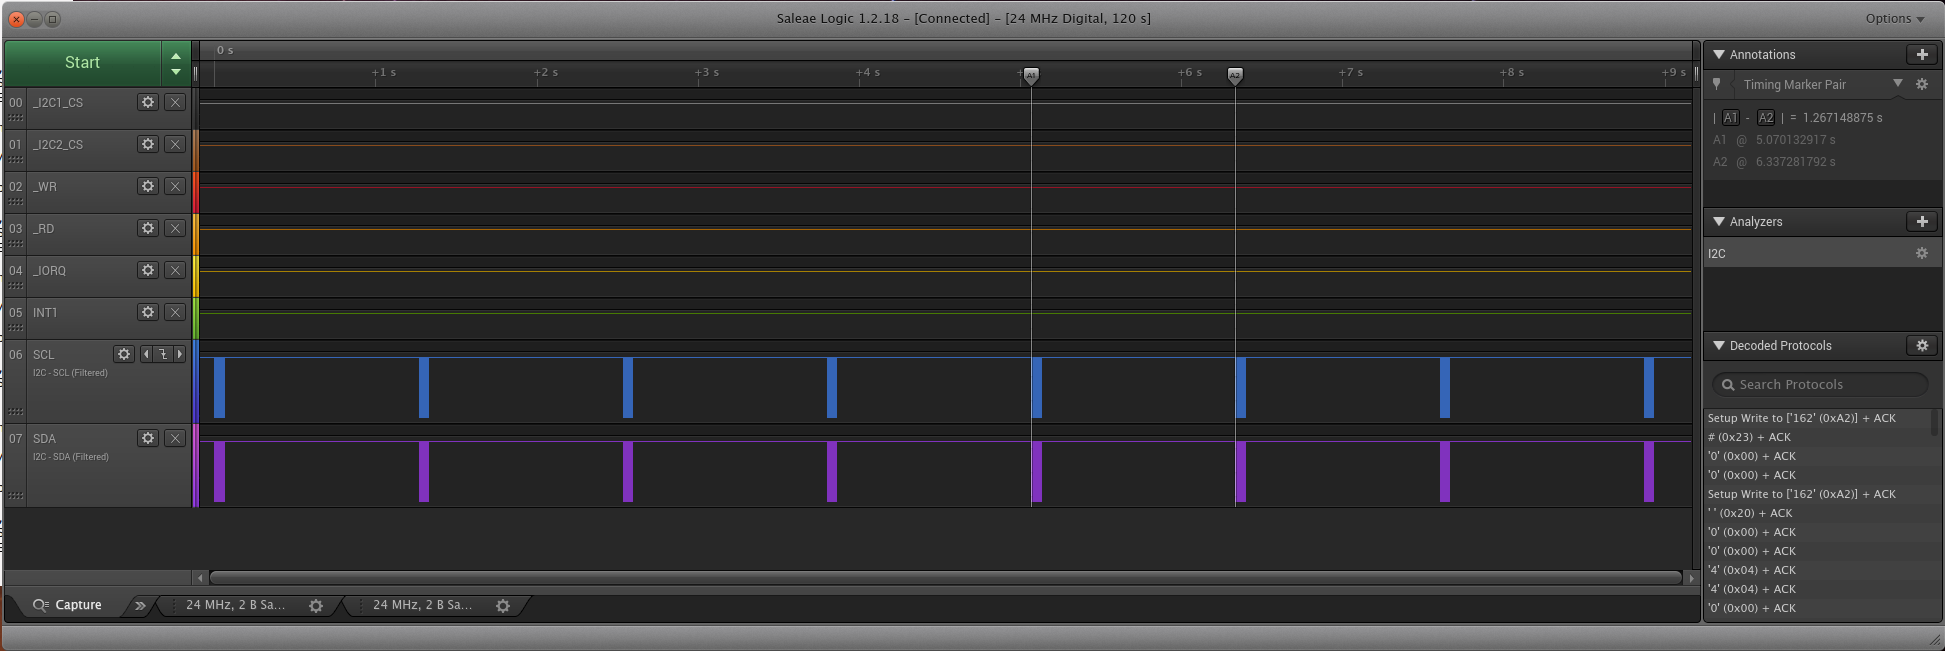 Saleae Logic 1.2.18 - [Connected] - [24 MHz Digital, 120 s]
Options
Start
0 s
+1 s +2 s +3 s +4 s +6 s +7 s +8 s +9 s
A1 A2
00 _I2C1_CS
01 _I2C2_CS
02 _WR
03 _RD
04 _IORQ
05 INT1
06 SCL
I2C - SCL (Filtered)
07 SDA
I2C - SDA (Filtered)
Capture
24 MHz, 2 B Sa...
24 MHz, 2 B Sa...
Annotations
Timing Marker Pair
| A1 - A2 | = 1.267148875 s
A1 @ 5.070132917 s
A2 @ 6.337281792 s
Analyzers
I2C
Decoded Protocols
Search Protocols
Setup Write to ['162' (0xA2)] + ACK
# (0x23) + ACK
'0' (0x00) + ACK
'0' (0x00) + ACK
Setup Write to ['162' (0xA2)] + ACK
' ' (0x20) + ACK
'0' (0x00) + ACK
'0' (0x00) + ACK
'4' (0x04) + ACK
'4' (0x04) + ACK
'0' (0x00) + ACK